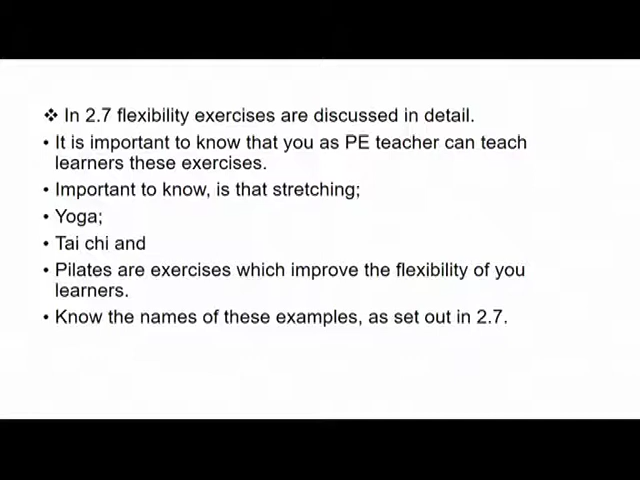 ❖ In 2.7 flexibility exercises are discussed in detail.
• It is important to know that you as PE teacher can teach
learners these exercises.
• Important to know, is that stretching;
• Yoga;
• Tai chi and
• Pilates are exercises which improve the flexibility of you
learners.
• Know the names of these examples, as set out in 2.7.